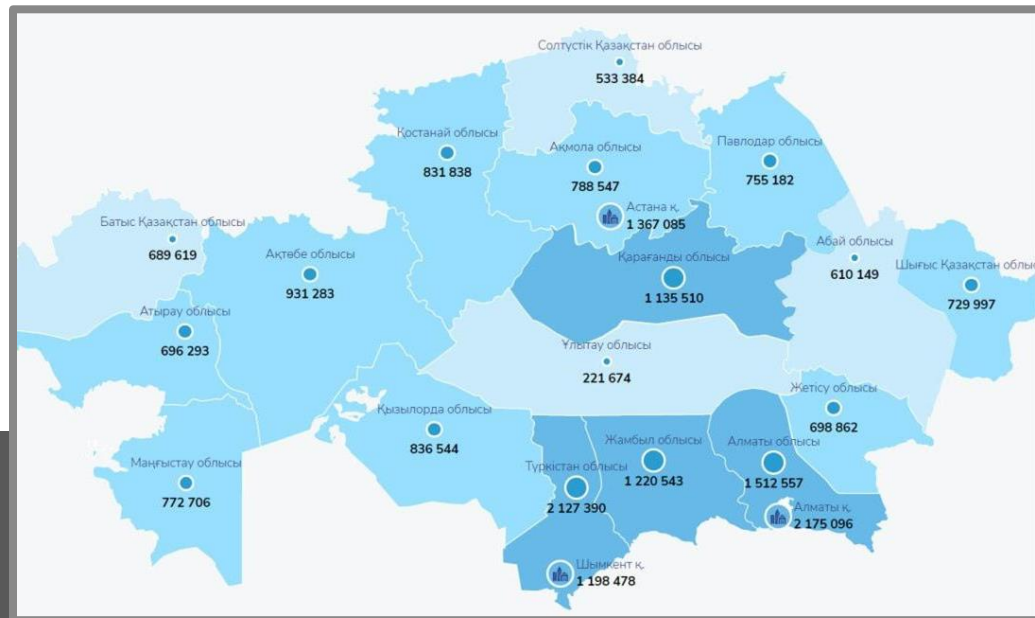 Солтүстік Қазақстан облысы
533 384
Қостанай облысы
831 838
Ақмола облысы
788 547
Павлодар облысы
755 182
Астана қ.
1 367 085
Батыс Қазақстан облысы
689 619
Ақтөбе облысы
931 283
Қарағанды облысы
1 135 510
Абай облысы
610 149
Шығыс Қазақстан облыс
729 997
Атырау облысы
696 293
Ұлытау облысы
221 674
Қызылорда облысы
836 544
Жетісу облысы
698 862
Маңғыстау облысы
772 706
Түркістан облысы
2 127 390
Жамбыл облысы
1 220 543
Алматы облысы
1 512 557
Алматы қ.
2 175 096
Шымкент қ.
1 198 478